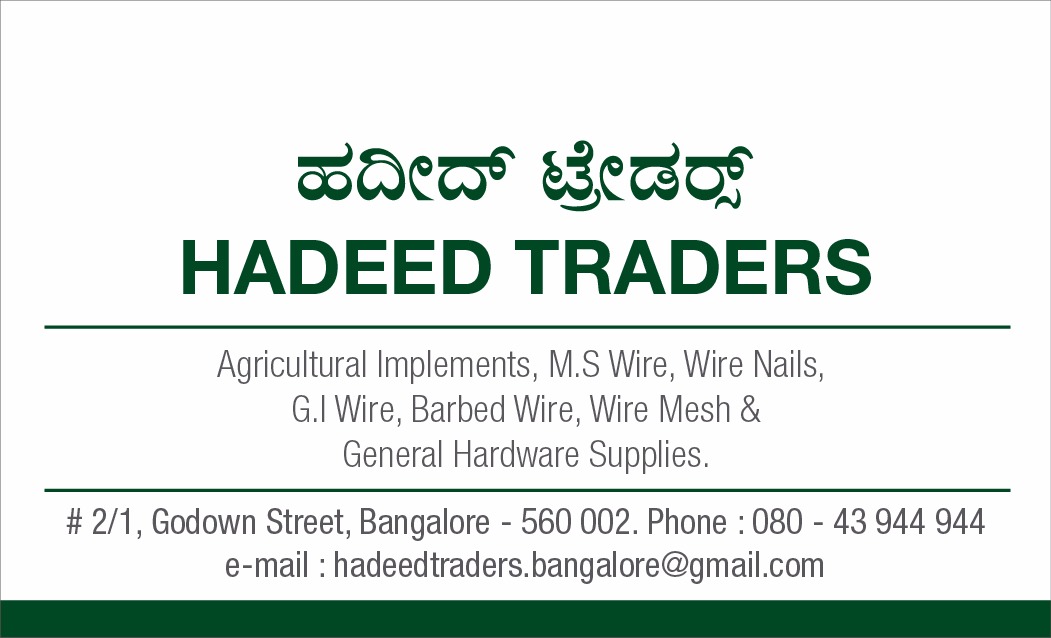 ಹದೀದ್ ಟ್ರೇಡರ‍್ಸ್
HADEED TRADERS
Agricultural Implements, M.S Wire, Wire Nails,
G.I Wire, Barbed Wire, Wire Mesh &
General Hardware Supplies.
# 2/1, Godown Street, Bangalore - 560 002. Phone : 080 - 43 944 944
e-mail : hadeedtraders.bangalore@gmail.com